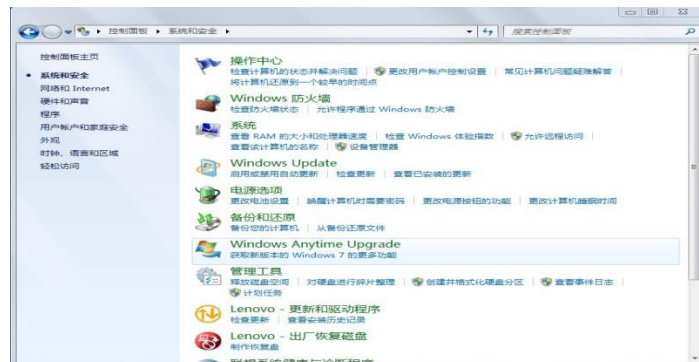 控制面板 ▸ 系统和安全 ▸
搜索控制面板
控制面板主页
系统和安全
网络和 Internet
硬件和声音
程序
用户帐户和家庭安全
外观
时钟、语言和区域
轻松访问
操作中心
检查计算机的状态并解决问题 | 更改用户帐户控制设置 | 常见计算机问题疑难解答 |
将计算机还原到一个较早的时间点
Windows 防火墙
检查防火墙状态 | 允许程序通过 Windows 防火墙
系统
查看 RAM 的大小和处理器速度 | 检查 Windows 体验指数 | 允许远程访问 |
查看该计算机的名称 | 设备管理器
Windows Update
启用或禁用自动更新 | 检查更新 | 查看已安装的更新
电源选项
更改电池设置 | 唤醒计算机时需要密码 | 更改电源按钮的功能 | 更改计算机睡眠时间
备份和还原
备份您的计算机 | 从备份还原文件
Windows Anytime Upgrade
获取新版本的 Windows 7 的更多功能
管理工具
释放磁盘空间 | 对硬盘进行碎片整理 | 创建并格式化硬盘分区 | 查看事件日志 |
计划任务
Lenovo - 更新和驱动程序
检查更新 | 查看安装历史记录
Lenovo - 出厂恢复磁盘
制作恢复盘
联想系统健康与诊断程序